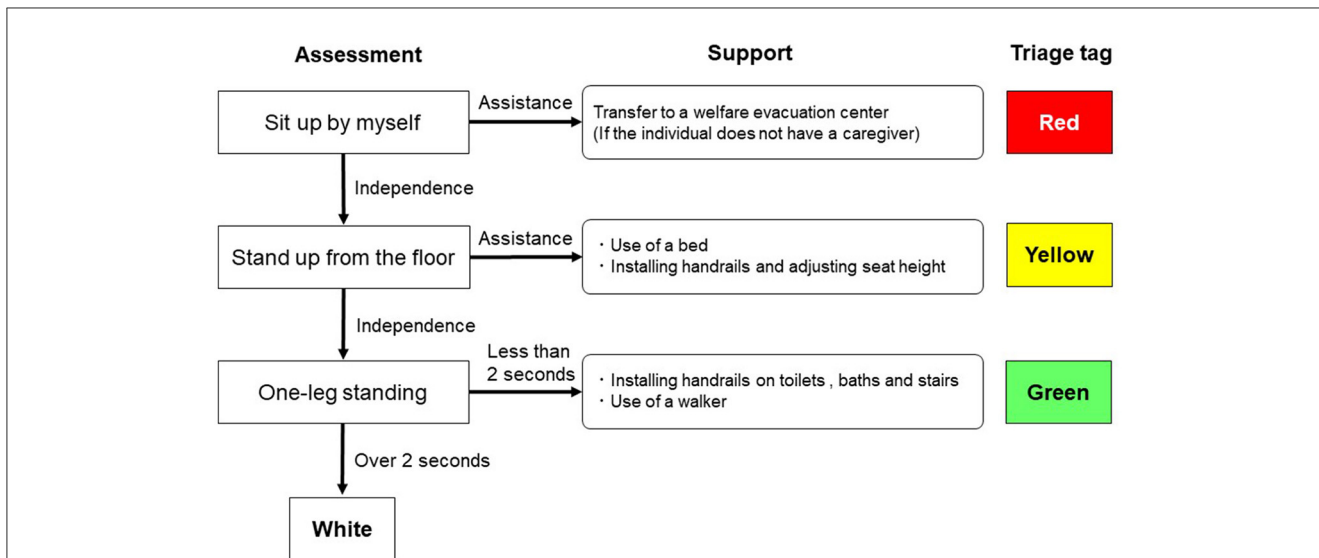 Assessment
Support
Triage tag
Sit up by myself
Assistance
Transfer to a welfare evacuation center
(If the individual does not have a caregiver)
Red
Independence
Stand up from the floor
Assistance
・Use of a bed
・Installing handrails and adjusting seat height
Yellow
Independence
One-leg standing
Less than
2 seconds
・Installing handrails on toilets , baths and stairs
・Use of a walker
Green
Over 2 seconds
White